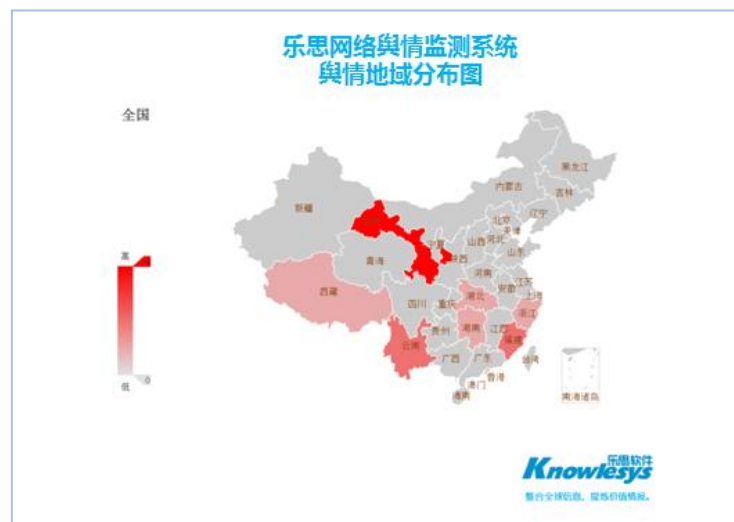 乐思网络舆情监测系统
舆情地域分布图
全国
黑龙江
内蒙古
吉林
新疆
辽宁
北京
天津
宁夏
山西
河北
山东
青海
陕西
河南
江苏
安徽
上海
西藏
四川
重庆
湖北
浙江
湖南
江西
贵州
福建
云南
台湾
广西
广东
香港
澳门
海南
南海诸岛
高
低
0
乐思软件
Knowlesys
整合全球信息，提炼价值情报。